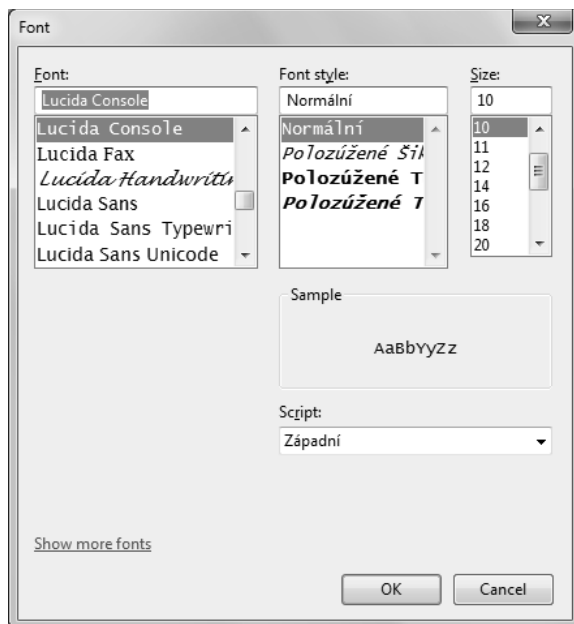 Font
Font:
Lucida Console
Lucida Console
Lucida Fax
Lucida Handwritin
Lucida Sans
Lucida Sans Typewri
Lucida Sans Unicode
Font style:
Normální
Normální
Polozúžené Šik
Polozúžené T
Polozúžené T
Size:
10
10
11
12
14
16
18
20
Sample
AaBbYyZz
Script:
Západní
Show more fonts
OK
Cancel